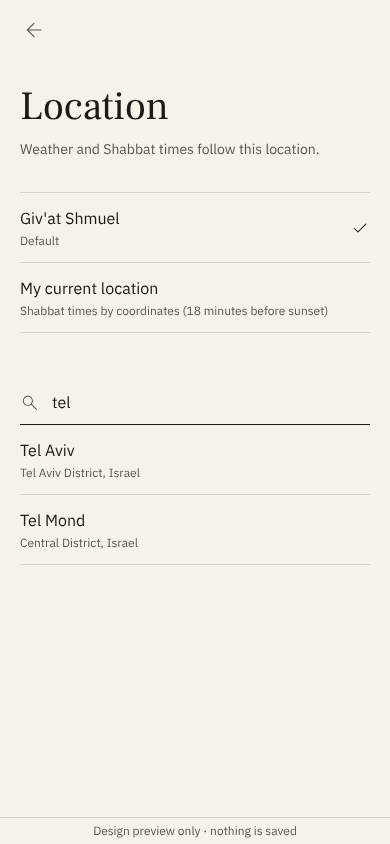 Location
Weather and Shabbat times follow this location.
Giv'at Shmuel
Default
My current location
Shabbat times by coordinates (18 minutes before sunset)
tel
Tel Aviv
Tel Aviv District, Israel
Tel Mond
Central District, Israel
Design preview only · nothing is saved